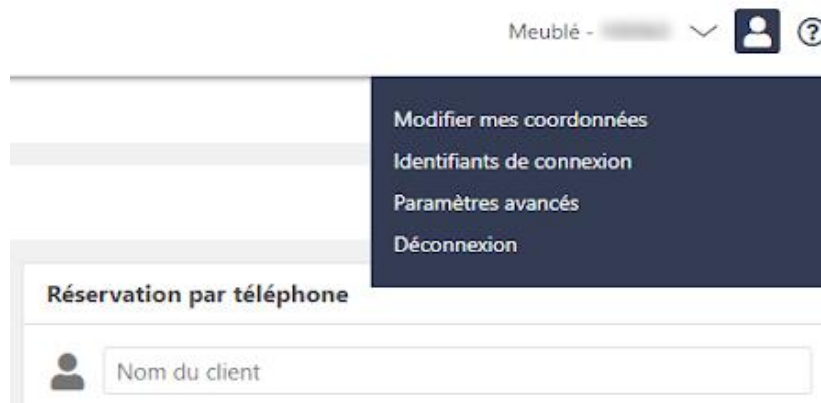 Meublé -
Modifier mes coordonnées
Identifiants de connexion
Paramètres avancés
Déconnexion
Réservation par téléphone
Nom du client